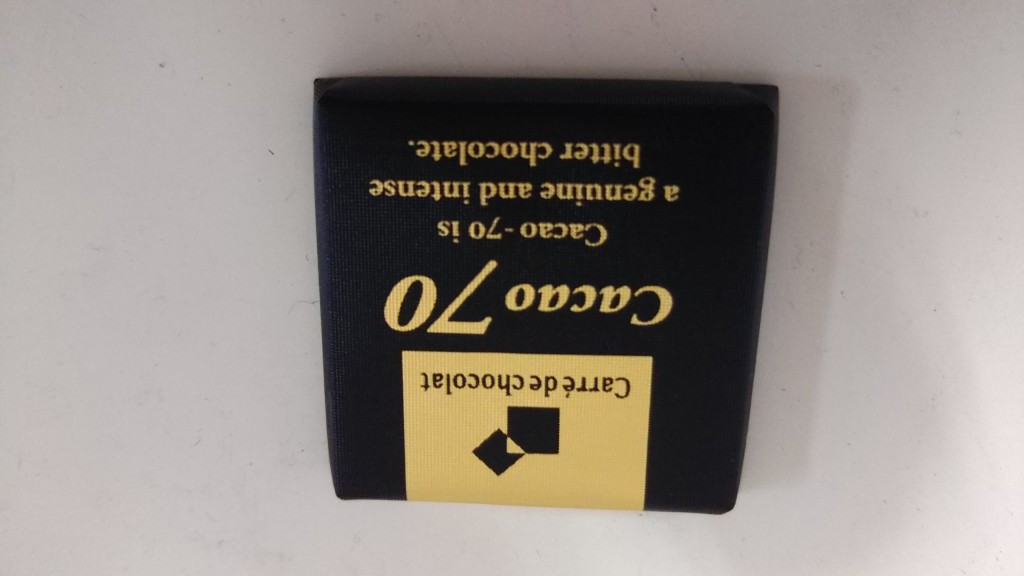 Carré de chocolat
Cacao 70
Cacao-70 is
a genuine and intense
bitter chocolate.